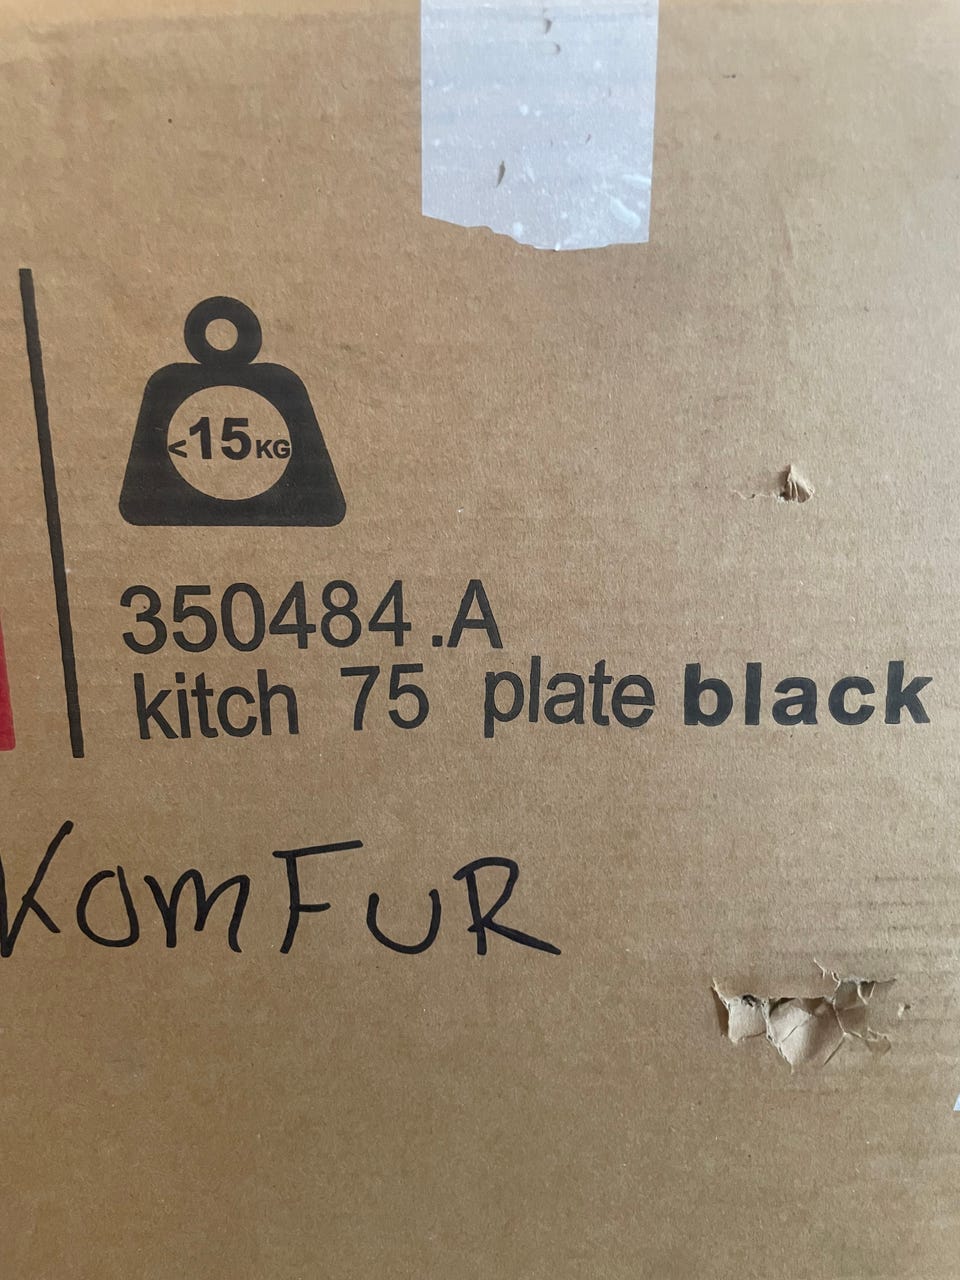 <15KG
350484.A
kitch 75 plate black
KOMFUR